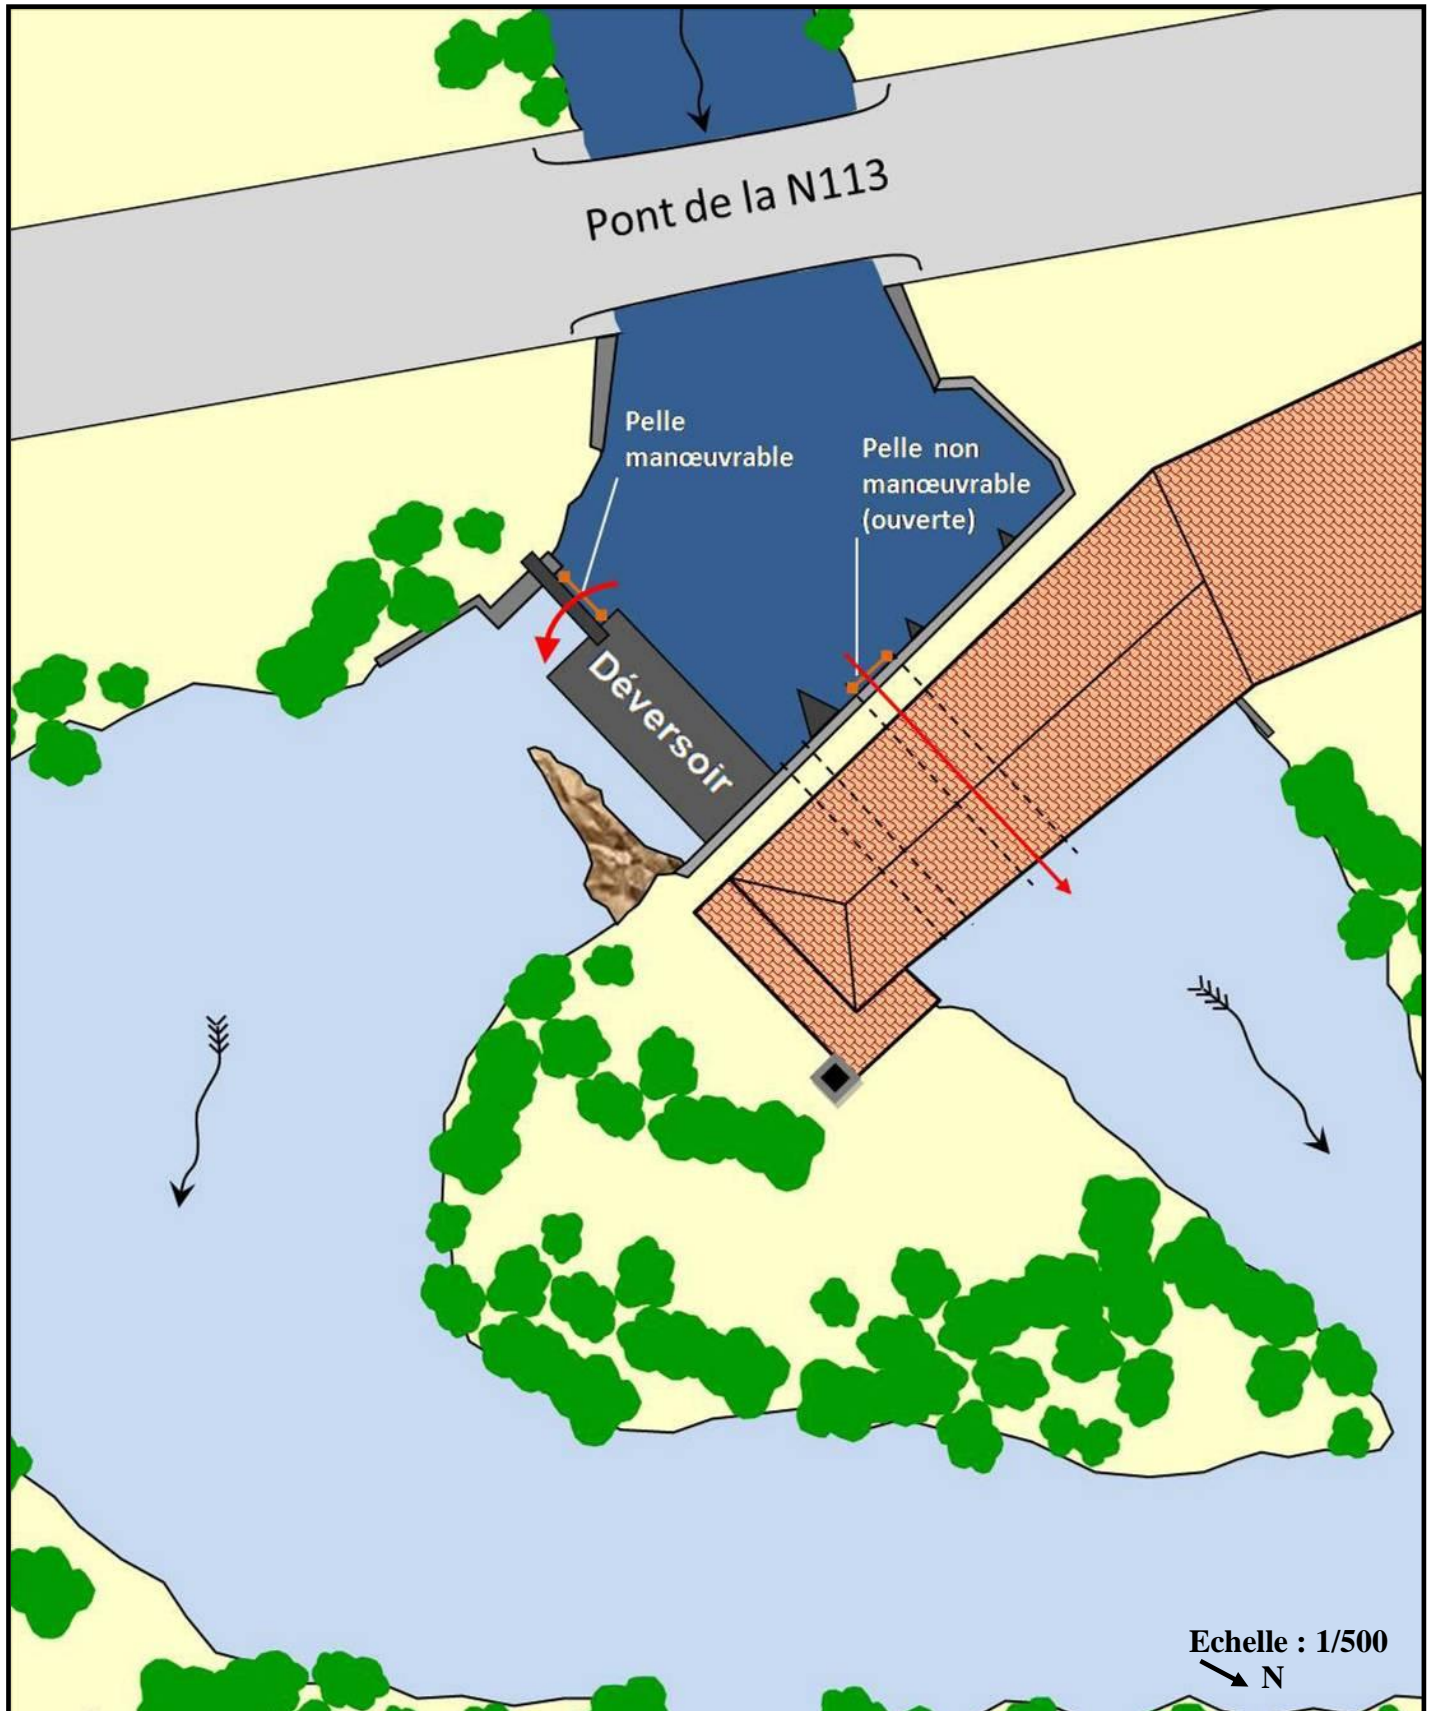 Pont de la N113
Pelle
manœuvrable
Pelle non
manœuvrable
(ouverte)
Déversoir
Echelle : 1/500
N